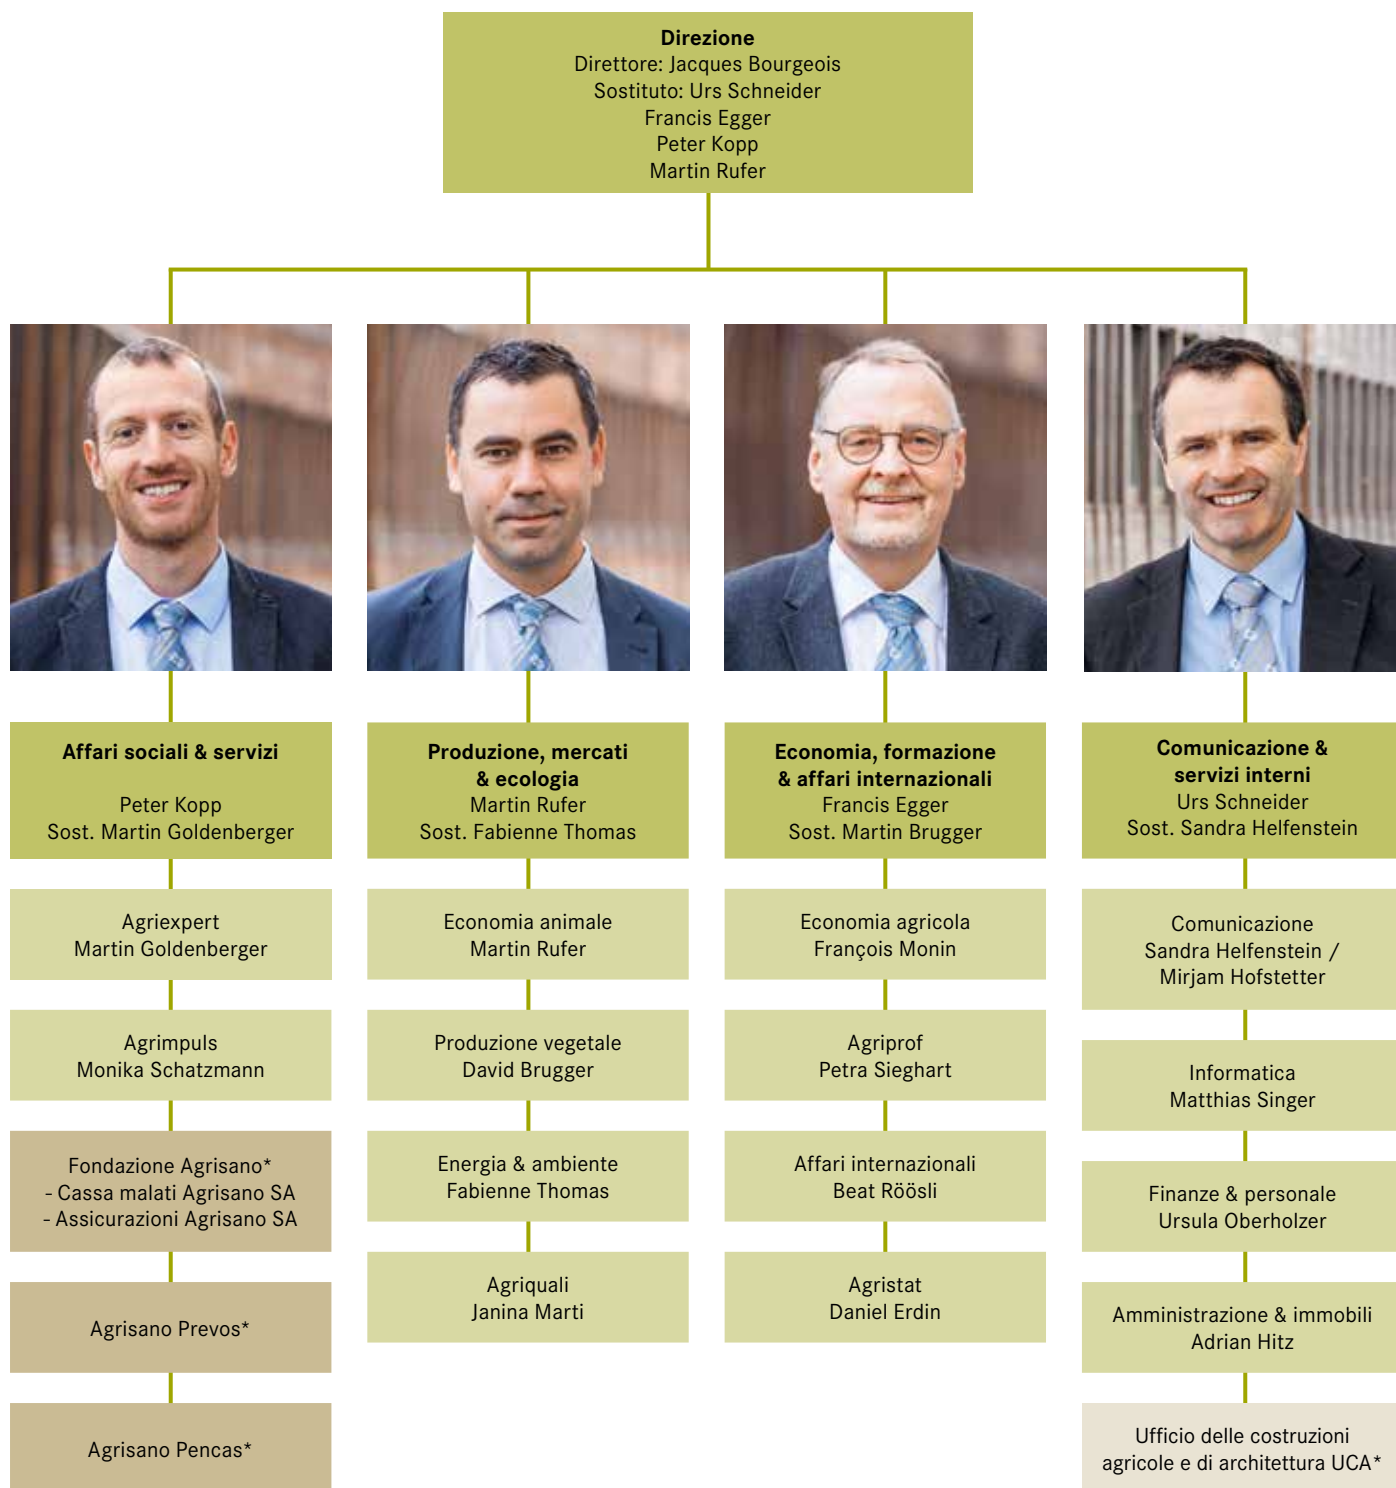 Direzione
Direttore: Jacques Bourgeois
Sostituto: Urs Schneider
Francis Egger
Peter Kopp
Martin Rufer
Affari sociali & servizi
Peter Kopp
Sost. Martin Goldenberger
Agriexpert
Martin Goldenberger
Agrimpuls
Monika Schatzmann
Fondazione Agrisano*
- Cassa malati Agrisano SA
- Assicurazioni Agrisano SA
Agrisano Prevos*
Agrisano Pencas*
Produzione, mercati
& ecologia
Martin Rufer
Sost. Fabienne Thomas
Economia animale
Martin Rufer
Produzione vegetale
David Brugger
Energia & ambiente
Fabienne Thomas
Agriquali
Janina Marti
Economia, formazione
& affari internazionali
Francis Egger
Sost. Martin Brugger
Economia agricola
François Monin
Agriprof
Petra Sieghart
Affari internazionali
Beat Röösli
Agristat
Daniel Erdin
Comunicazione &
servizi interni
Urs Schneider
Sost. Sandra Helfenstein
Comunicazione
Sandra Helfenstein /
Mirjam Hofstetter
Informatica
Matthias Singer
Finanze & personale
Ursula Oberholzer
Amministrazione & immobili
Adrian Hitz
Ufficio delle costruzioni
agricole e di architettura UCA*